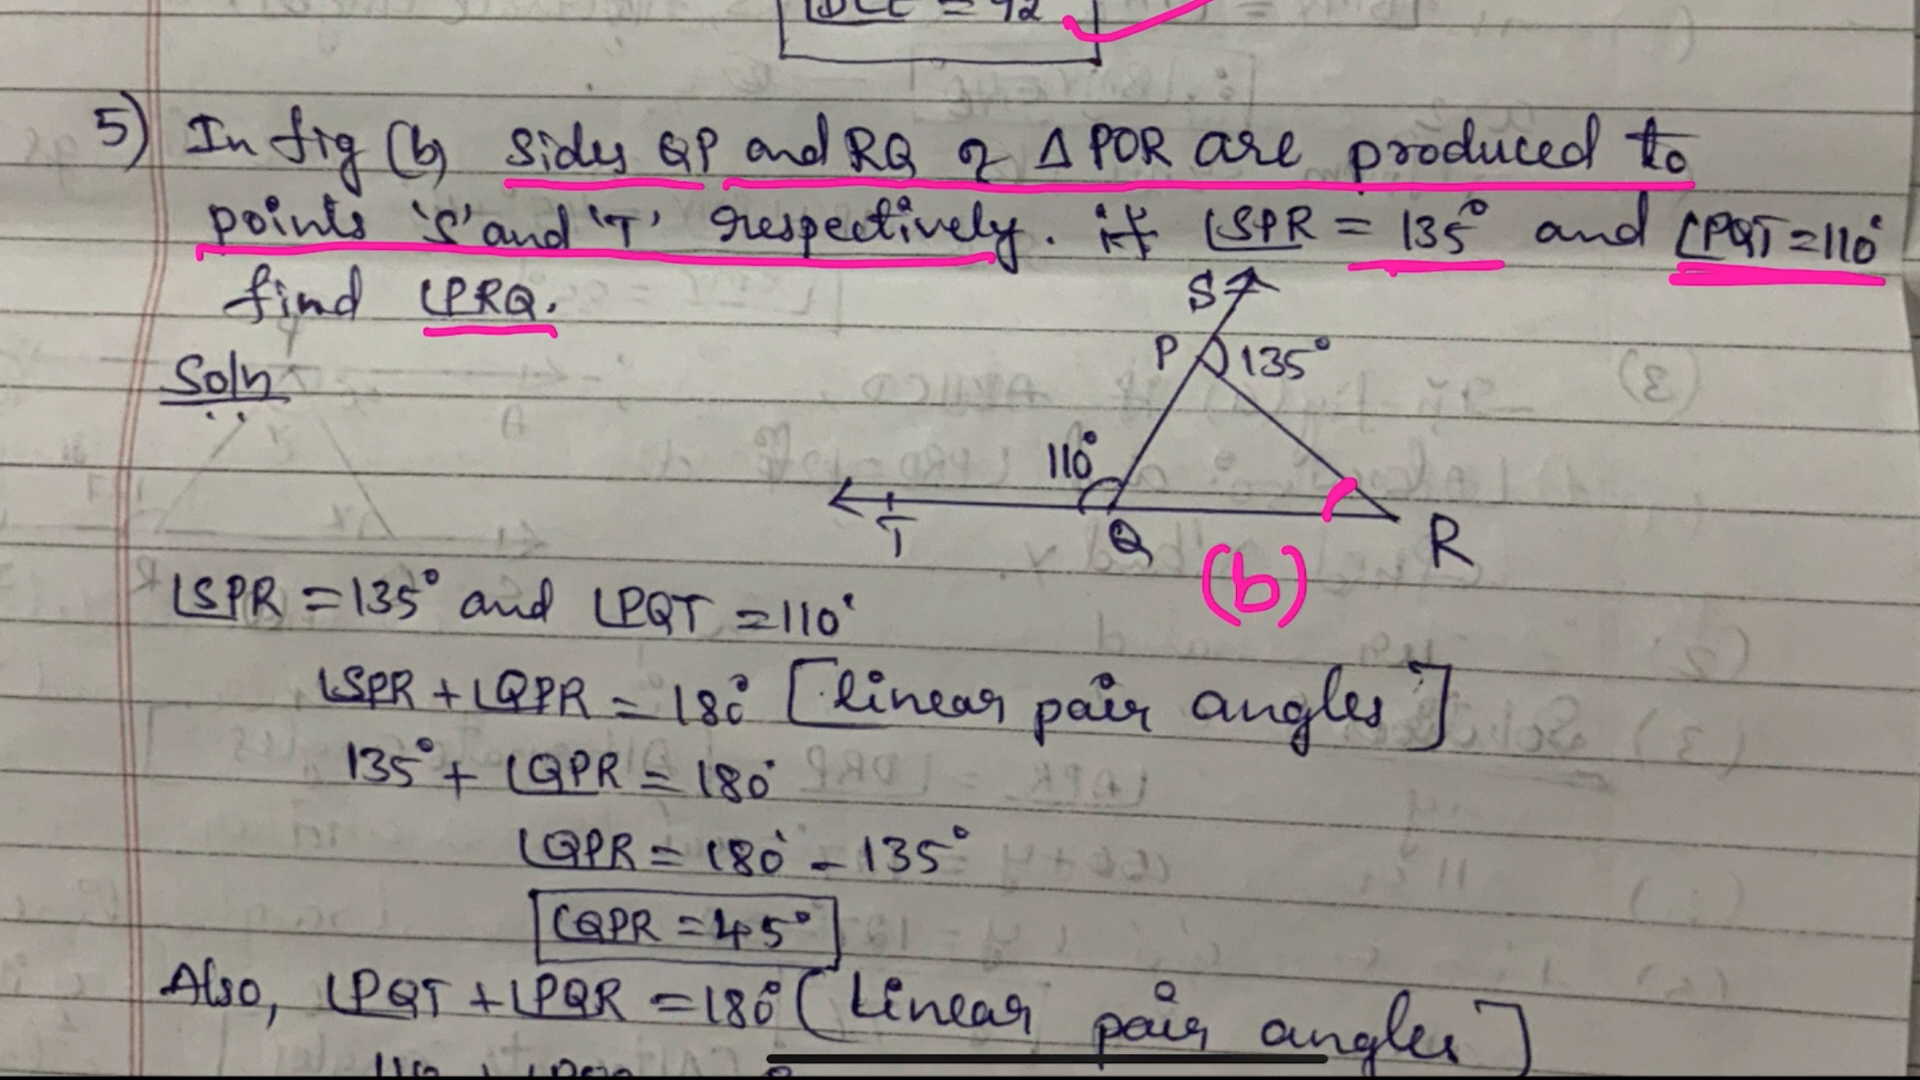 = 92
5) In fig (b) sides QP and RQ of ∆ PQR are produced to
points 'S' and 'T' respectively. if ∠SPR = 135° and ∠PQT = 110°
find ∠PRQ.
Soln
S
P 135°
110°
T Q R
(b)
∠SPR = 135° and ∠PQT = 110°
∠SPR + ∠QPR = 180° [linear pair angles]
135° + ∠QPR = 180°
∠QPR = 180° - 135°
∠QPR = 45°
Also, ∠PQT + ∠PQR = 180° (Linear pair angles]